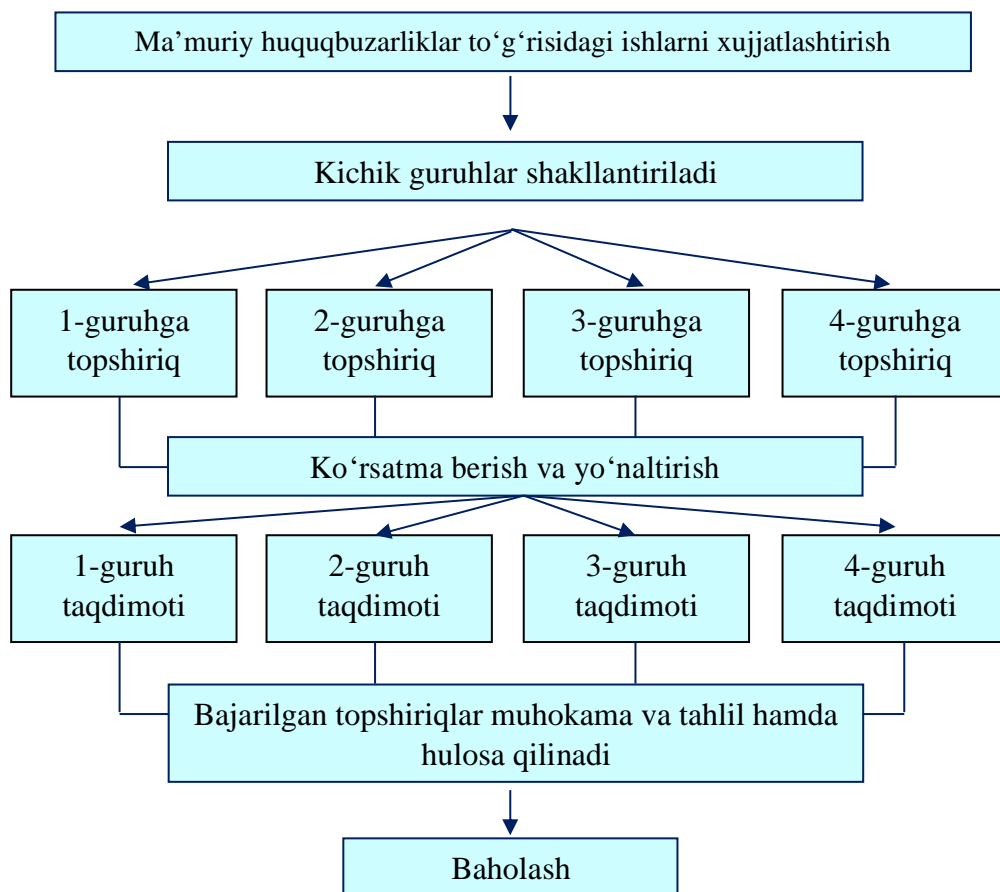 Ma’muriy huquqbuzarliklar to‘g‘risidagi ishlarni xujjatlashtirish
Kichik guruhlar shakllantiriladi
1-guruhga
topshiriq
2-guruhga
topshiriq
3-guruhga
topshiriq
4-guruhga
topshiriq
Ko‘rsatma berish va yo‘naltirish
1-guruh
taqdimoti
2-guruh
taqdimoti
3-guruh
taqdimoti
4-guruh
taqdimoti
Bajarilgan topshiriqlar muhokama va tahlil hamda
hulosa qilinadi
Baholash